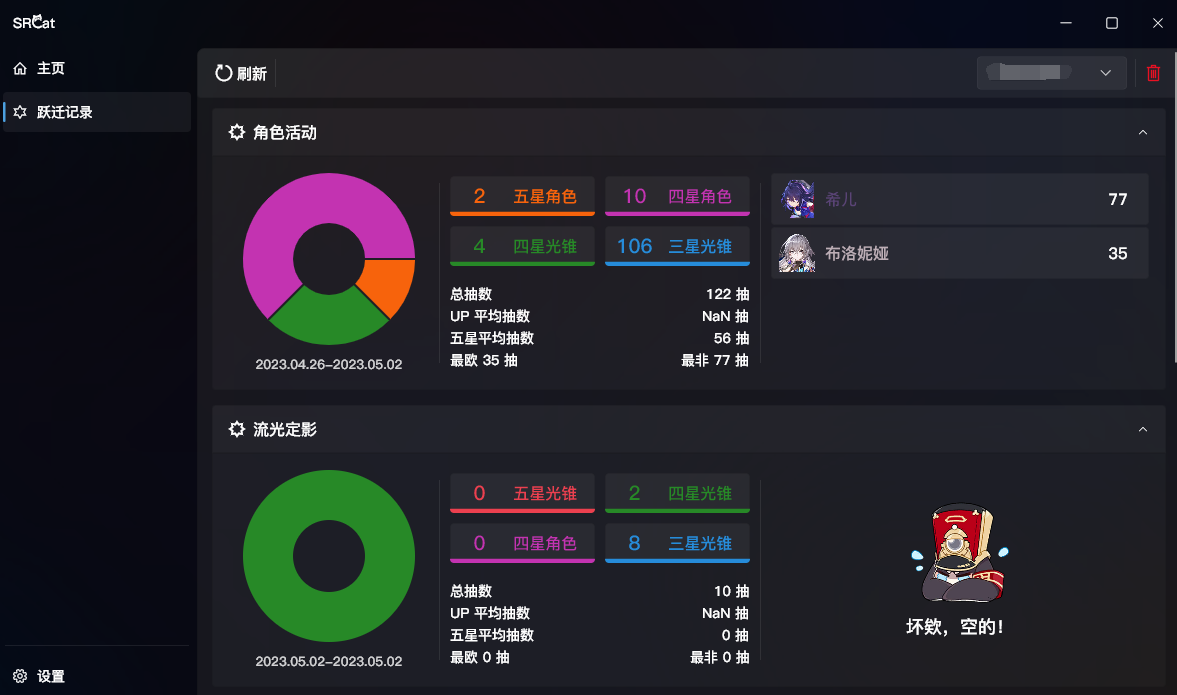 SRCat
主页
跃迁记录
设置
刷新
角色活动
2 五星角色
10 四星角色
4 四星光锥
106 三星光锥
总抽数 122 抽
UP 平均抽数 NaN 抽
五星平均抽数 56 抽
最欧 35 抽 最非 77 抽
2023.04.26-2023.05.02
希儿 77
布洛妮娅 35
流光定影
0 五星光锥
2 四星光锥
0 四星角色
8 三星光锥
总抽数 10 抽
UP 平均抽数 NaN 抽
五星平均抽数 0 抽
最欧 0 抽 最非 0 抽
2023.05.02-2023.05.02
坏欸，空的！